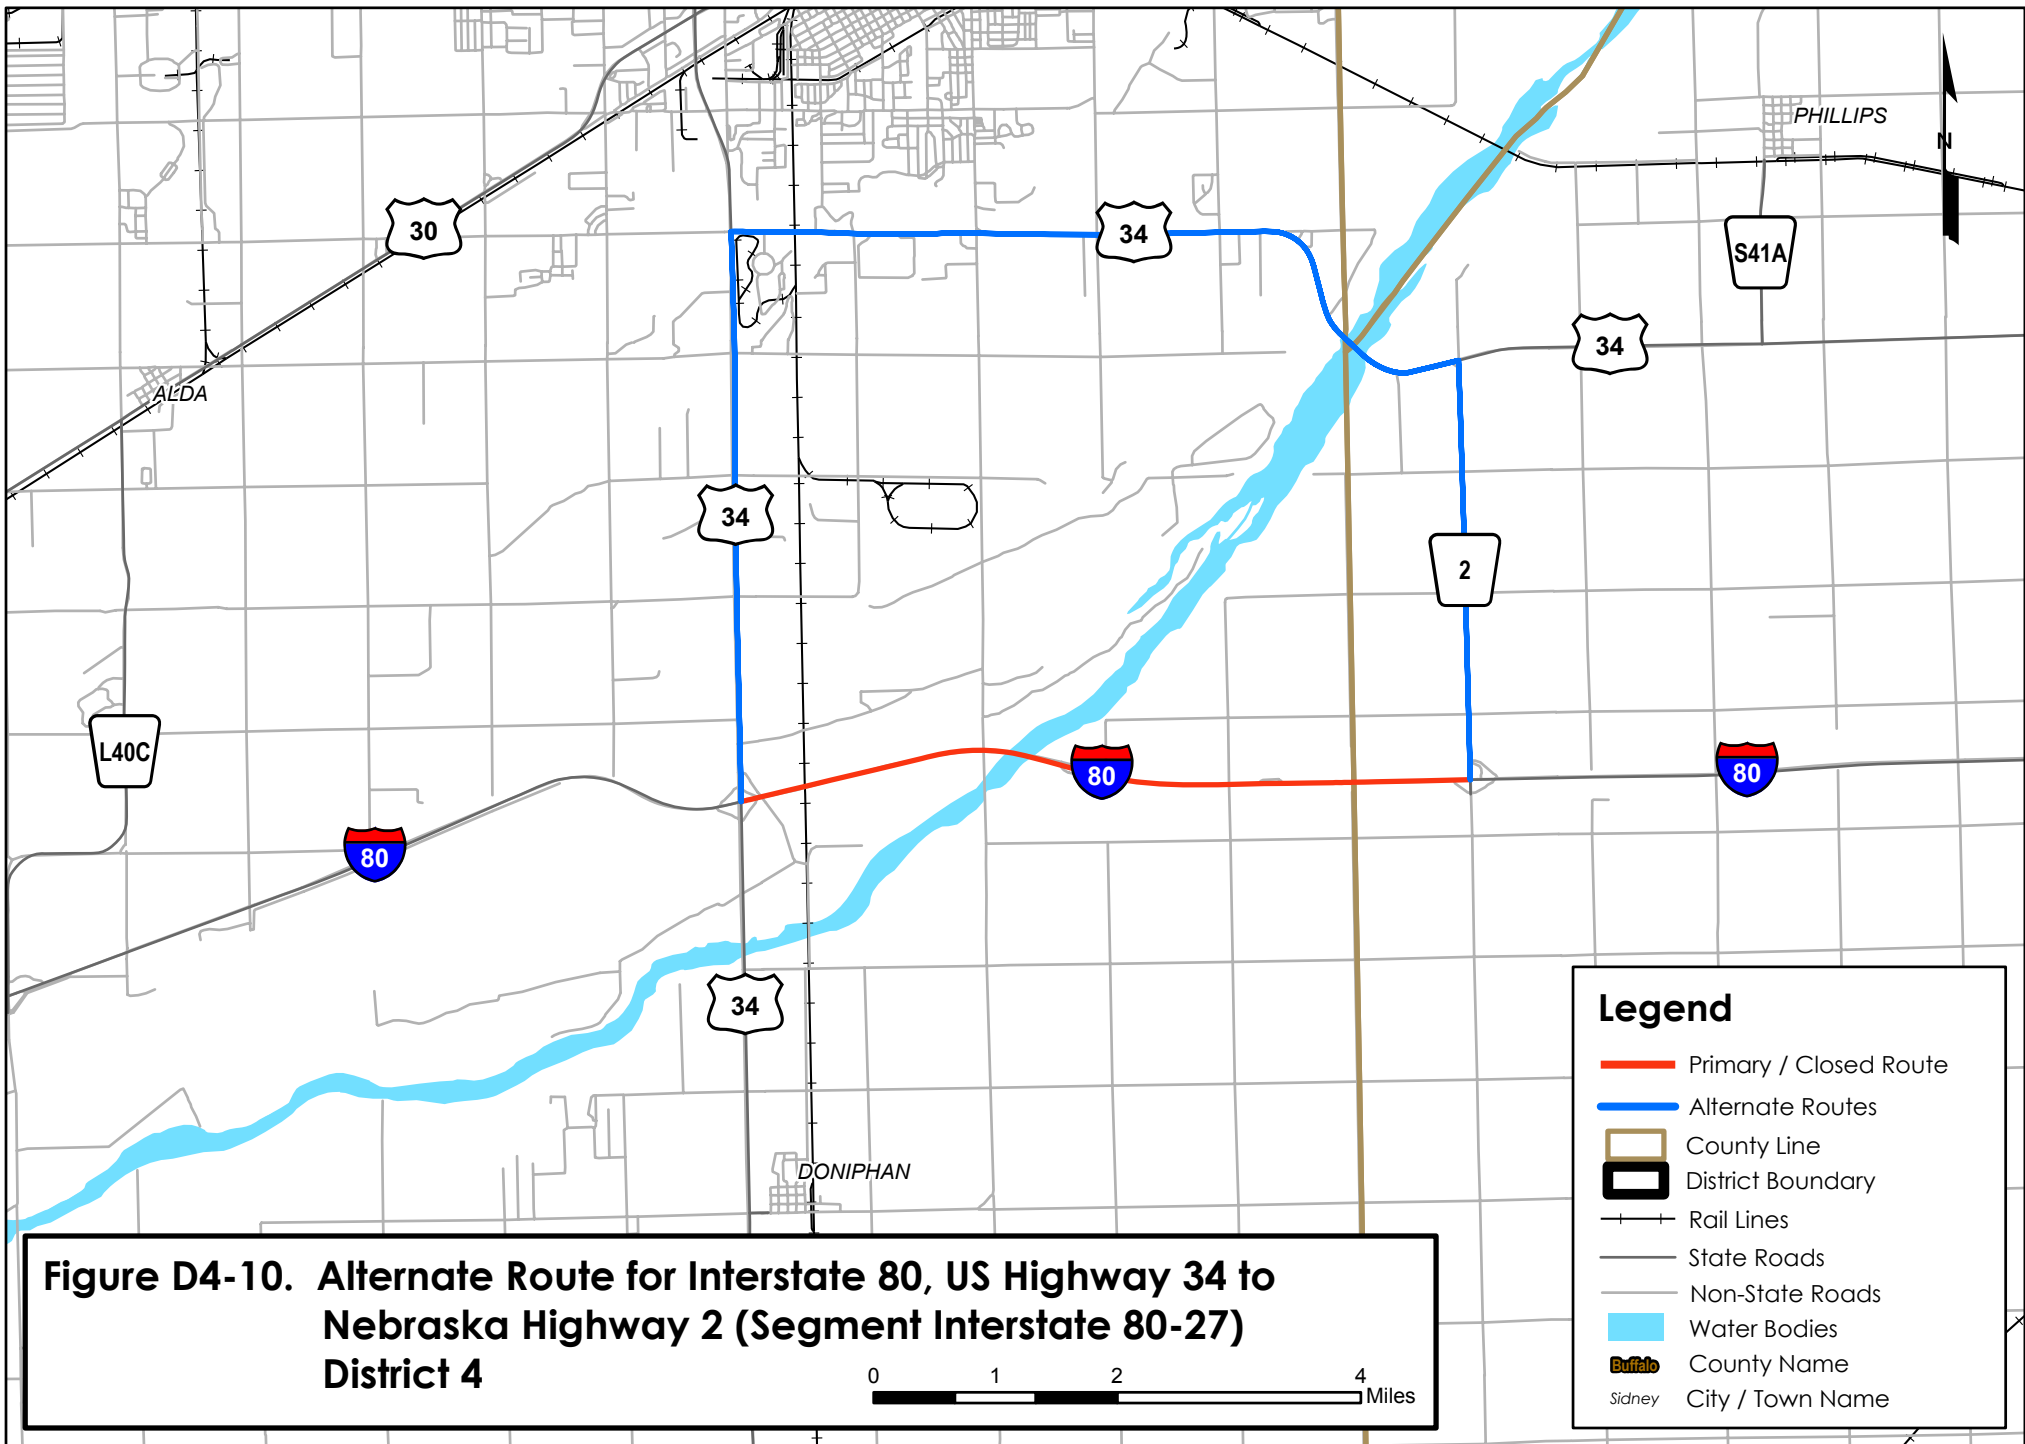 PHILLIPS
N
30
34
S41A
34
ALDA
34
2
L40C
80
80
80
34
DONIPHAN
Legend
Primary / Closed Route
Alternate Routes
County Line
District Boundary
Rail Lines
State Roads
Non-State Roads
Water Bodies
Buffalo County Name
Sidney City / Town Name
Figure D4-10. Alternate Route for Interstate 80, US Highway 34 to
Nebraska Highway 2 (Segment Interstate 80-27)
District 4
0 1 2 4
Miles